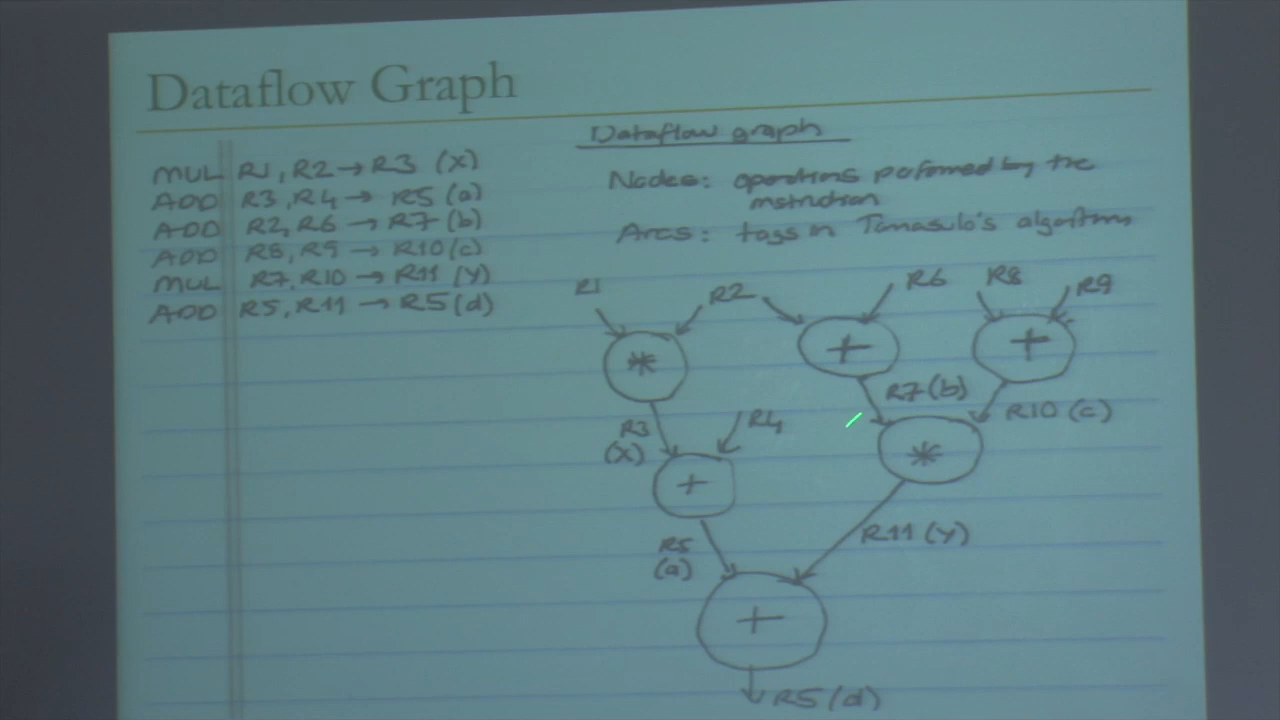 Dataflow Graph
MUL R1, R2 → R3 (X)
ADD R3, R4 → R5 (a)
ADD R2, R6 → R7 (b)
ADD R8, R9 → R10 (c)
MUL R7, R10 → R11 (Y)
ADD R5, R11 → R5 (d)
Dataflow graph
Nodes: operations peformed by the
instruction
Arcs: tags in Tomasulo's algorithm
R1 R2 R6 R8 R9
* + +
R7 (b)
R10 (c)
R3
(X)
R4
*
+
R11 (Y)
R5
(a)
+
R5 (d)